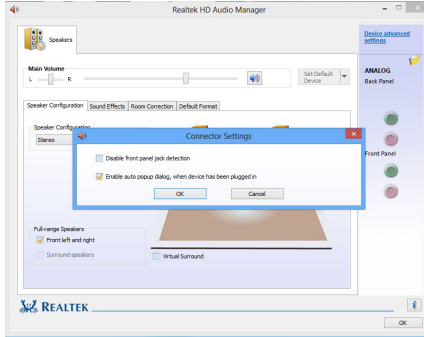 Realtek HD Audio Manager
Speakers
Device advanced
settings
Main Volume
L
R
Set Default
Device
ANALOG
Back Panel
Speaker Configuration
Sound Effects
Room Correction
Default Format
Speaker Configuration
Stereo
Connector Settings
Disable front panel jack detection
Enable auto popup dialog, when device has been plugged in
OK
Cancel
Front Panel
Full-range Speakers
Front left and right
Surround speakers
Virtual Surround
REALTEK
OK